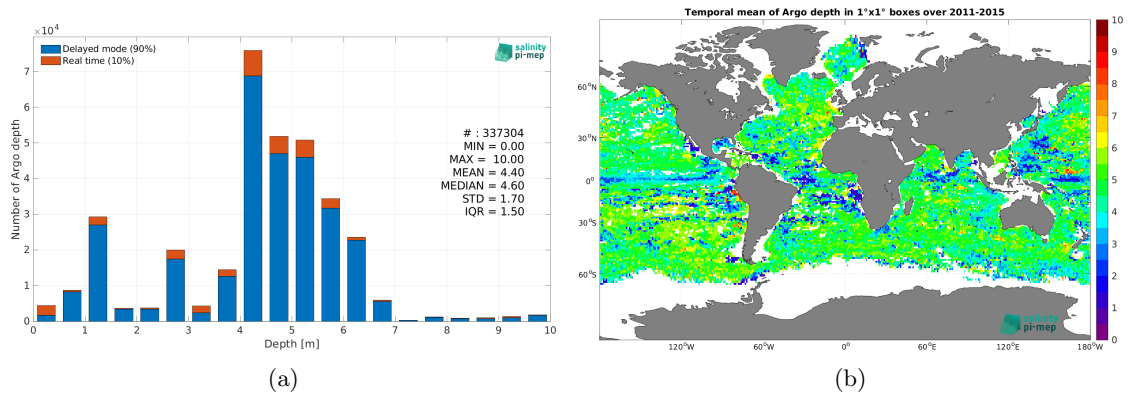 ×10⁴
Delayed mode (90%)
Real time (10%)
salinity
pi-mep
# : 337304
MIN = 0.00
MAX = 10.00
MEAN = 4.40
MEDIAN = 4.60
STD = 1.70
IQR = 1.50
Number of Argo depth
7
6
5
4
3
2
1
0
0 1 2 3 4 5 6 7 8 9 10
Depth [m]
(a)
Temporal mean of Argo depth in 1°x1° boxes over 2011-2015
60°N
30°N
0°
30°S
60°S
120°W 60°W 0° 60°E 120°E 180°W
salinity
pi-mep
10
9
8
7
6
5
4
3
2
1
0
(b)